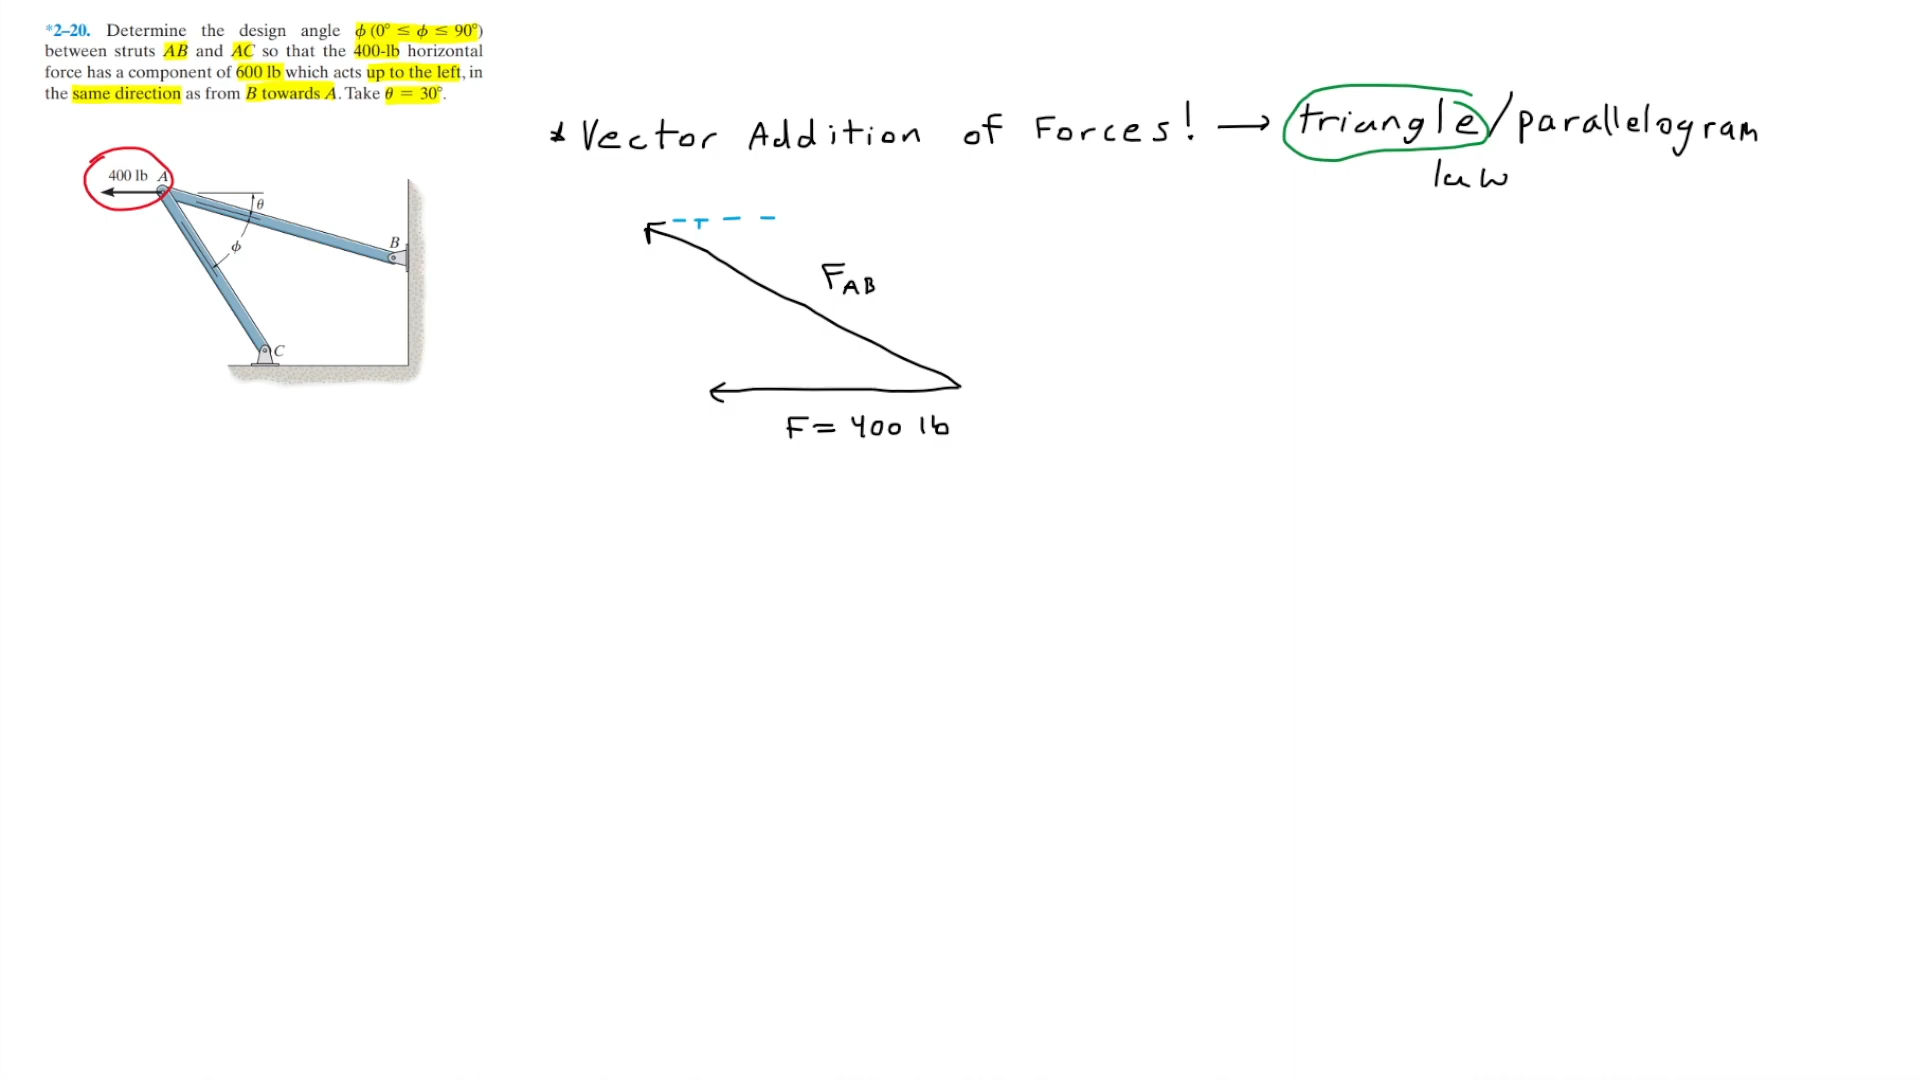 *2–20. Determine the design angle ϕ (0° ≤ ϕ ≤ 90°)
between struts AB and AC so that the 400-lb horizontal
force has a component of 600 lb which acts up to the left, in
the same direction as from B towards A. Take θ = 30°.
* Vector Addition of Forces! → triangle/parallelogram
law
400 lb A
θ
ϕ
B
C
FAB
F = 400 lb